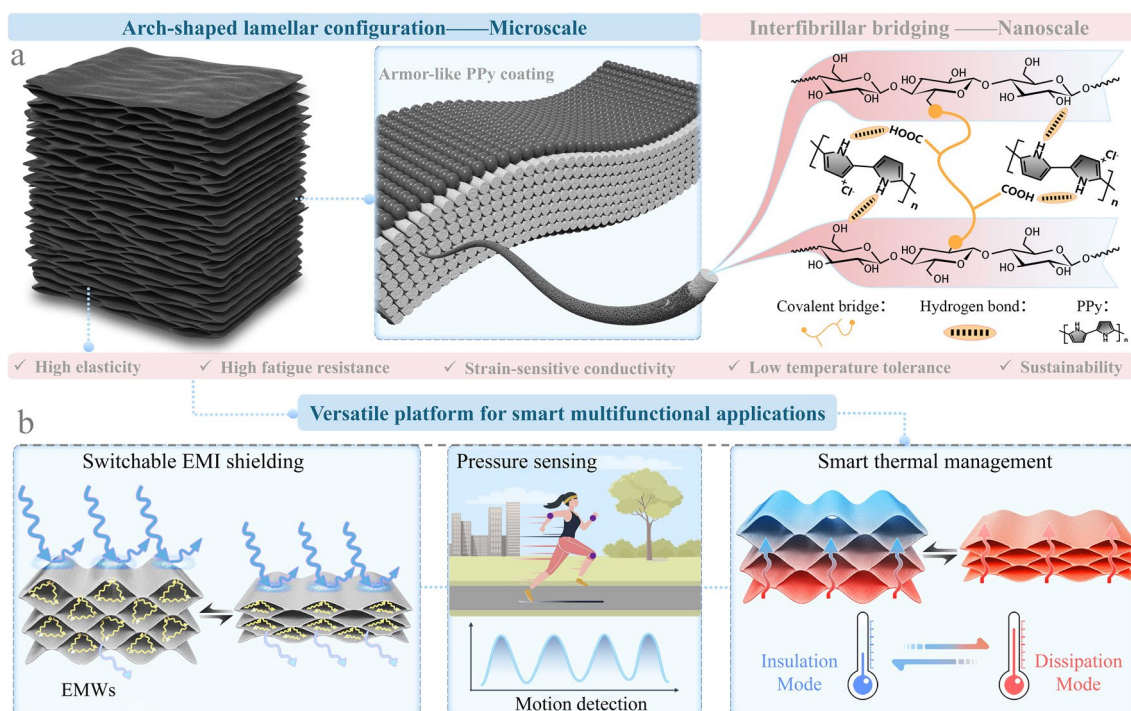 Arch-shaped lamellar configuration——Microscale
Interfibrillar bridging ——Nanoscale
a
Armor-like PPy coating
OH
OH
OH
HO
OH
OH
HO
OH
HOOC
H
N
+
Cl-
N
H
n
H
N
+
Cl-
N
H
n
COOH
OH
OH
OH
HO
OH
OH
HO
OH
Covalent bridge:
Hydrogen bond:
PPy:
✓ High elasticity
✓ High fatigue resistance
✓ Strain-sensitive conductivity
✓ Low temperature tolerance
✓ Sustainability
b
Versatile platform for smart multifunctional applications
Switchable EMI shielding
EMWs
Pressure sensing
Motion detection
Smart thermal management
Insulation
Mode
Dissipation
Mode